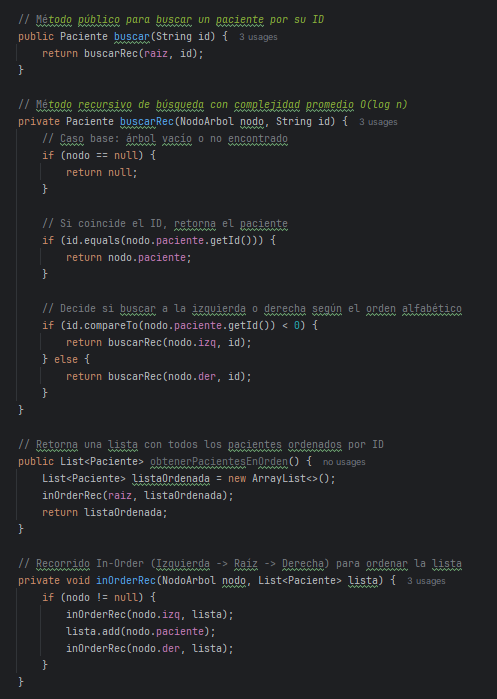 // Método público para buscar un paciente por su ID
public Paciente buscar(String id) {  3 usages
    return buscarRec(raiz, id);
}

// Método recursivo de búsqueda con complejidad promedio O(log n)
private Paciente buscarRec(NodoArbol nodo, String id) {  3 usages
    // Caso base: árbol vacio o no encontrado
    if (nodo == null) {
        return null;
    }

    // Si coincide el ID, retorna el paciente
    if (id.equals(nodo.paciente.getId())) {
        return nodo.paciente;
    }

    // Decide si buscar a la izquierda o derecha según el orden alfabético
    if (id.compareTo(nodo.paciente.getId()) < 0) {
        return buscarRec(nodo.izq, id);
    } else {
        return buscarRec(nodo.der, id);
    }
}

// Retorna una lista con todos los pacientes ordenados por ID
public List<Paciente> obtenerPacientesEnOrden() {  no usages
    List<Paciente> listaOrdenada = new ArrayList<>();
    inOrderRec(raiz, listaOrdenada);
    return listaOrdenada;
}

// Recorrido In-Order (Izquierda -> Raiz -> Derecha) para ordenar la lista
private void inOrderRec(NodoArbol nodo, List<Paciente> lista) {  3 usages
    if (nodo != null) {
        inOrderRec(nodo.izq, lista);
        lista.add(nodo.paciente);
        inOrderRec(nodo.der, lista);
    }
}